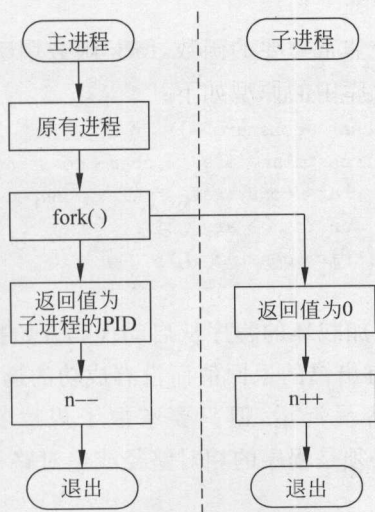 主进程
子进程
原有进程
fork( )
返回值为
子进程的PID
返回值为0
n--
n++
退出
退出